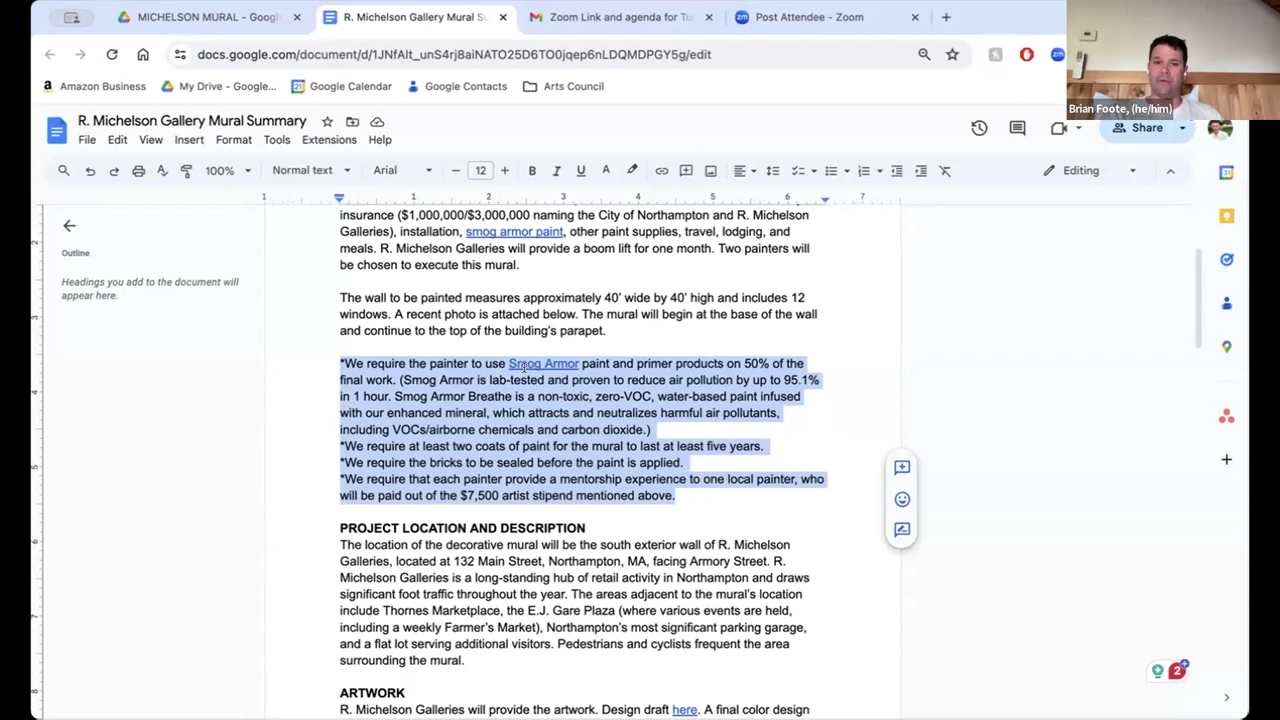 MICHELSON MURAL - Google
R. Michelson Gallery Mural Su
Zoom Link and agenda for Tu
Post Attendee - Zoom
docs.google.com/document/d/1JNfAIt_unS4rj8aiNATO25D6TO0jqep6nLDQMDPGY5g/edit
Amazon Business
My Drive - Google...
Google Calendar
Google Contacts
Arts Council
Brian Foote, (he/him)
R. Michelson Gallery Mural Summary
File Edit View Insert Format Tools Extensions Help
Share
100%
Normal text
Arial
12
Editing
1 1 2 3 4 5 6 7
Outline
Headings you add to the document will
appear here.
insurance ($1,000,000/$3,000,000 naming the City of Northampton and R. Michelson
Galleries), installation, smog armor paint, other paint supplies, travel, lodging, and
meals. R. Michelson Galleries will provide a boom lift for one month. Two painters
will be chosen to execute this mural.
The wall to be painted measures approximately 40' wide by 40' high and includes 12
windows. A recent photo is attached below. The mural will begin at the base of the wall
and continue to the top of the building's parapet.
*We require the painter to use Smog Armor paint and primer products on 50% of the
final work. (Smog Armor is lab-tested and proven to reduce air pollution by up to 95.1%
in 1 hour. Smog Armor Breathe is a non-toxic, zero-VOC, water-based paint infused
with our enhanced mineral, which attracts and neutralizes harmful air pollutants,
including VOCs/airborne chemicals and carbon dioxide.)
*We require at least two coats of paint for the mural to last at least five years.
*We require the bricks to be sealed before the paint is applied.
*We require that each painter provide a mentorship experience to one local painter, who
will be paid out of the $7,500 artist stipend mentioned above.
PROJECT LOCATION AND DESCRIPTION
The location of the decorative mural will be the south exterior wall of R. Michelson
Galleries, located at 132 Main Street, Northampton, MA, facing Armory Street. R.
Michelson Galleries is a long-standing hub of retail activity in Northampton and draws
significant foot traffic throughout the year. The areas adjacent to the mural's location
include Thornes Marketplace, the E.J. Gare Plaza (where various events are held,
including a weekly Farmer's Market), Northampton's most significant parking garage,
and a flat lot serving additional visitors. Pedestrians and cyclists frequent the area
surrounding the mural.
ARTWORK
R. Michelson Galleries will provide the artwork. Design draft here. A final color design
2